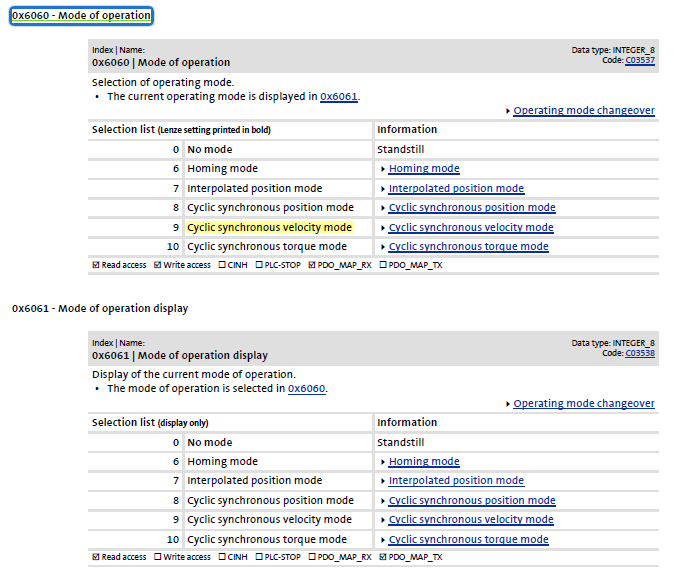 0x6060 - Mode of operation
Index | Name: Data type: INTEGER_8
0x6060 | Mode of operation Code: C03537
Selection of operating mode.
• The current operating mode is displayed in 0x6061.
▸ Operating mode changeover
Selection list (Lenze setting printed in bold) Information
0 No mode Standstill
6 Homing mode ▸ Homing mode
7 Interpolated position mode ▸ Interpolated position mode
8 Cyclic synchronous position mode ▸ Cyclic synchronous position mode
9 Cyclic synchronous velocity mode ▸ Cyclic synchronous velocity mode
10 Cyclic synchronous torque mode ▸ Cyclic synchronous torque mode
☑ Read access ☑ Write access ☐ CINH ☐ PLC-STOP ☑ PDO_MAP_RX ☐ PDO_MAP_TX
0x6061 - Mode of operation display
Index | Name: Data type: INTEGER_8
0x6061 | Mode of operation display Code: C03538
Display of the current mode of operation.
• The mode of operation is selected in 0x6060.
▸ Operating mode changeover
Selection list (display only) Information
0 No mode Standstill
6 Homing mode ▸ Homing mode
7 Interpolated position mode ▸ Interpolated position mode
8 Cyclic synchronous position mode ▸ Cyclic synchronous position mode
9 Cyclic synchronous velocity mode ▸ Cyclic synchronous velocity mode
10 Cyclic synchronous torque mode ▸ Cyclic synchronous torque mode
☑ Read access ☐ Write access ☐ CINH ☐ PLC-STOP ☐ PDO_MAP_RX ☑ PDO_MAP_TX